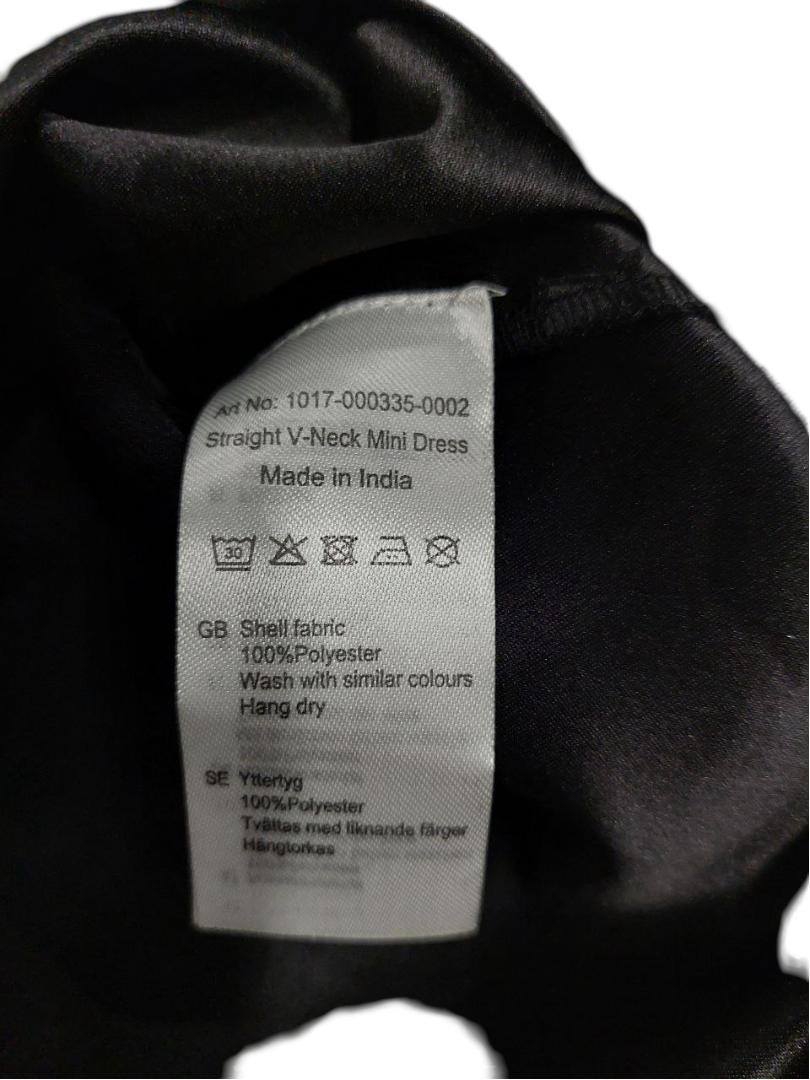 Art No: 1017-000335-0002
Straight V-Neck Mini Dress
Made in India
30
GB Shell fabric
100%Polyester
Wash with similar colours
Hang dry
SE Yttertyg
100%Polyester
Tvättas med liknande färger
Hängtorkas